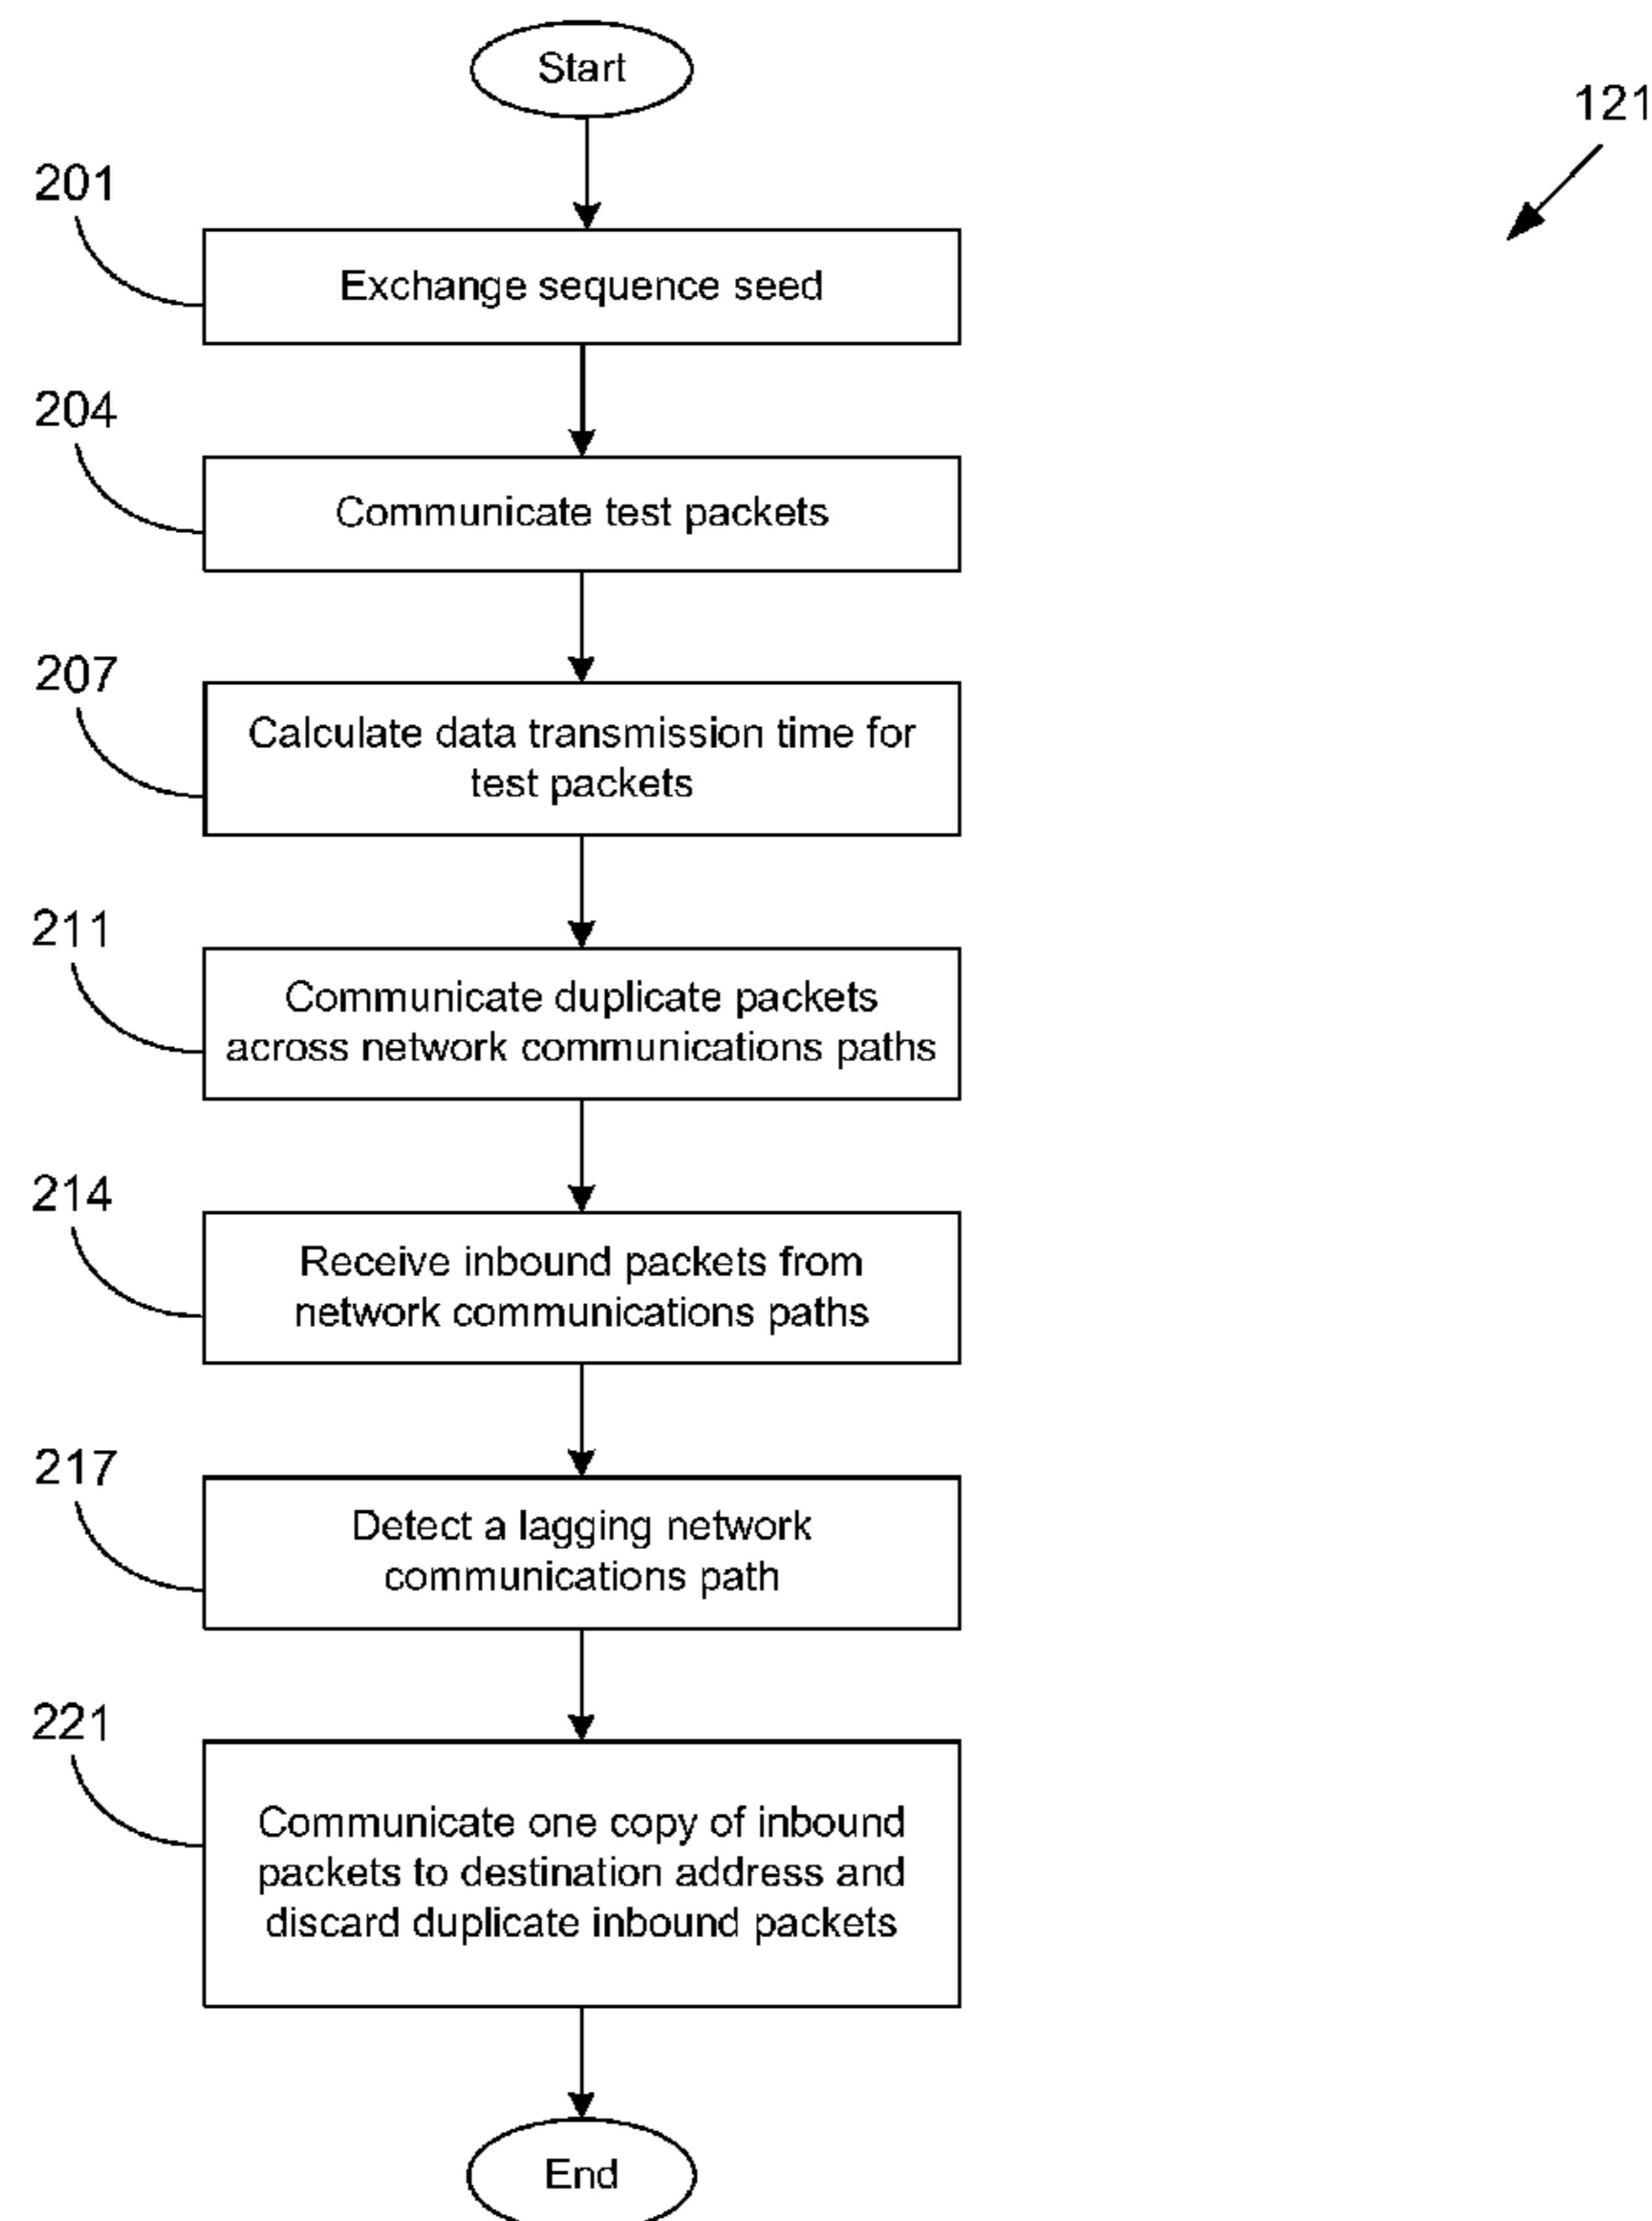 Start
121
201
Exchange sequence seed
204
Communicate test packets
207
Calculate data transmission time for
test packets
211
Communicate duplicate packets
across network communications paths
214
Receive inbound packets from
network communications paths
217
Detect a lagging network
communications path
221
Communicate one copy of inbound
packets to destination address and
discard duplicate inbound packets
End